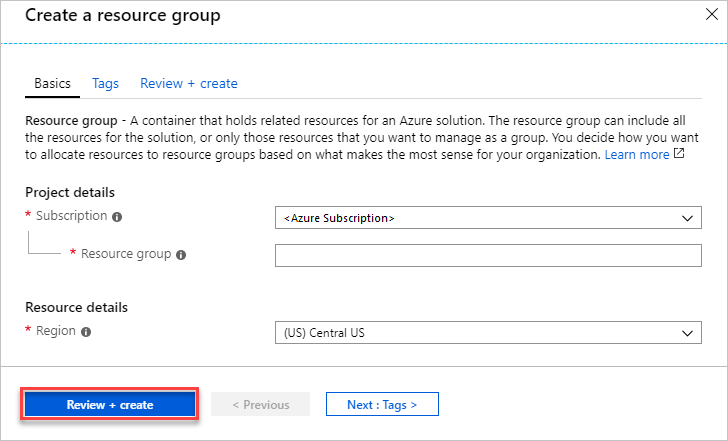 Create a resource group
Basics Tags Review + create
Resource group - A container that holds related resources for an Azure solution. The resource group can include all
the resources for the solution, or only those resources that you want to manage as a group. You decide how you want
to allocate resources to resource groups based on what makes the most sense for your organization. Learn more
Project details
* Subscription <Azure Subscription>
* Resource group
Resource details
* Region (US) Central US
Review + create < Previous Next : Tags >